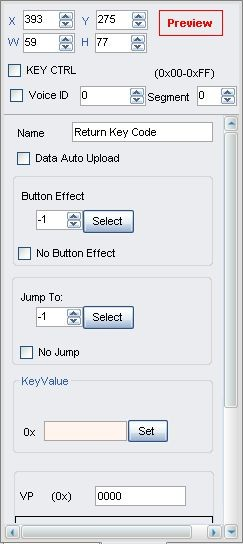 X 393 Y 275 Preview
W 59 H 77
KEY CTRL (0x00-0xFF)
Voice ID 0 Segment 0
Name Return Key Code
Data Auto Upload
Button Effect
-1 Select
No Button Effect
Jump To:
-1 Select
No Jump
KeyValue
0x Set
VP (0x) 0000